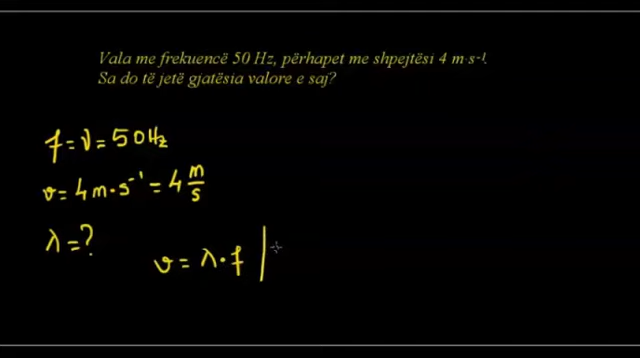 Vala me frekuencë 50 Hz, përhapet me shpejtësi 4 m·s⁻¹.
Sa do të jetë gjatësia valore e saj?
f = ν = 50 Hz
v = 4 m · s⁻¹ = 4 m/s
λ = ?
v = λ · f |